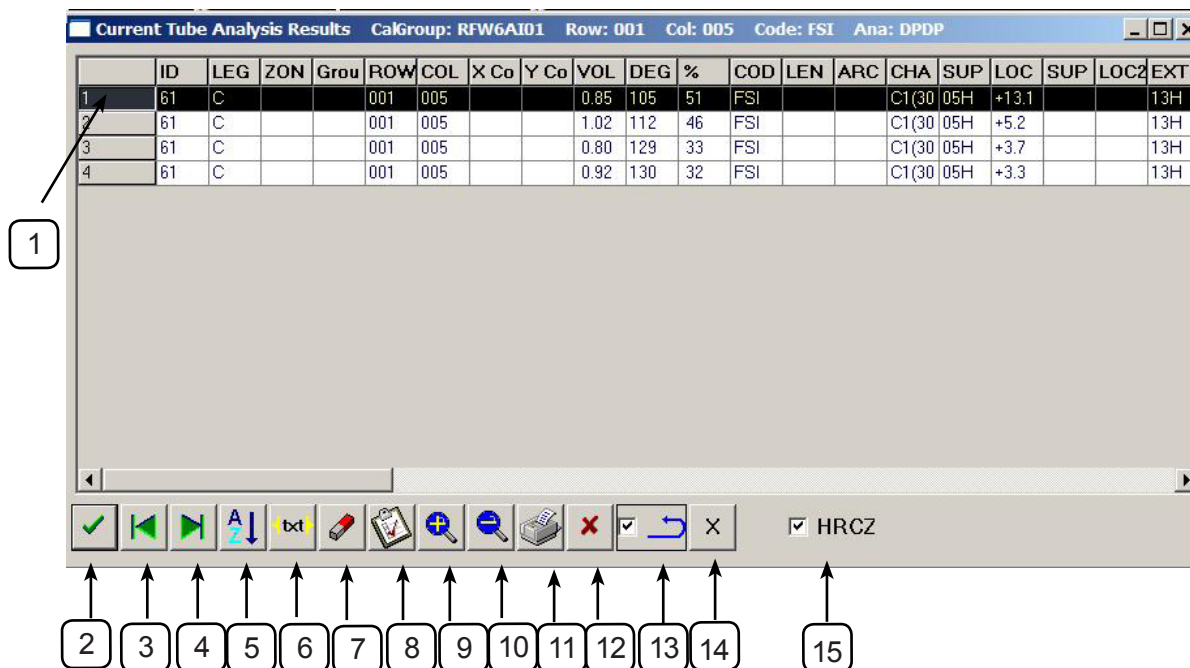 Current Tube Analysis Results CalGroup: RFW6AI01 Row: 001 Col: 005 Code: FSI Ana: DPDP
ID LEG ZON Grou ROW COL X Co Y Co VOL DEG % COD LEN ARC CHA SUP LOC SUP LOC2 EXT
1 61 C 001 005 0.85 105 51 FSI C1(30 05H +13.1 13H
2 61 C 001 005 1.02 112 46 FSI C1(30 05H +5.2 13H
3 61 C 001 005 0.80 129 33 FSI C1(30 05H +3.7 13H
4 61 C 001 005 0.92 130 32 FSI C1(30 05H +3.3 13H
1
A Z txt X HRCZ
2 3 4 5 6 7 8 9 10 11 12 13 14 15